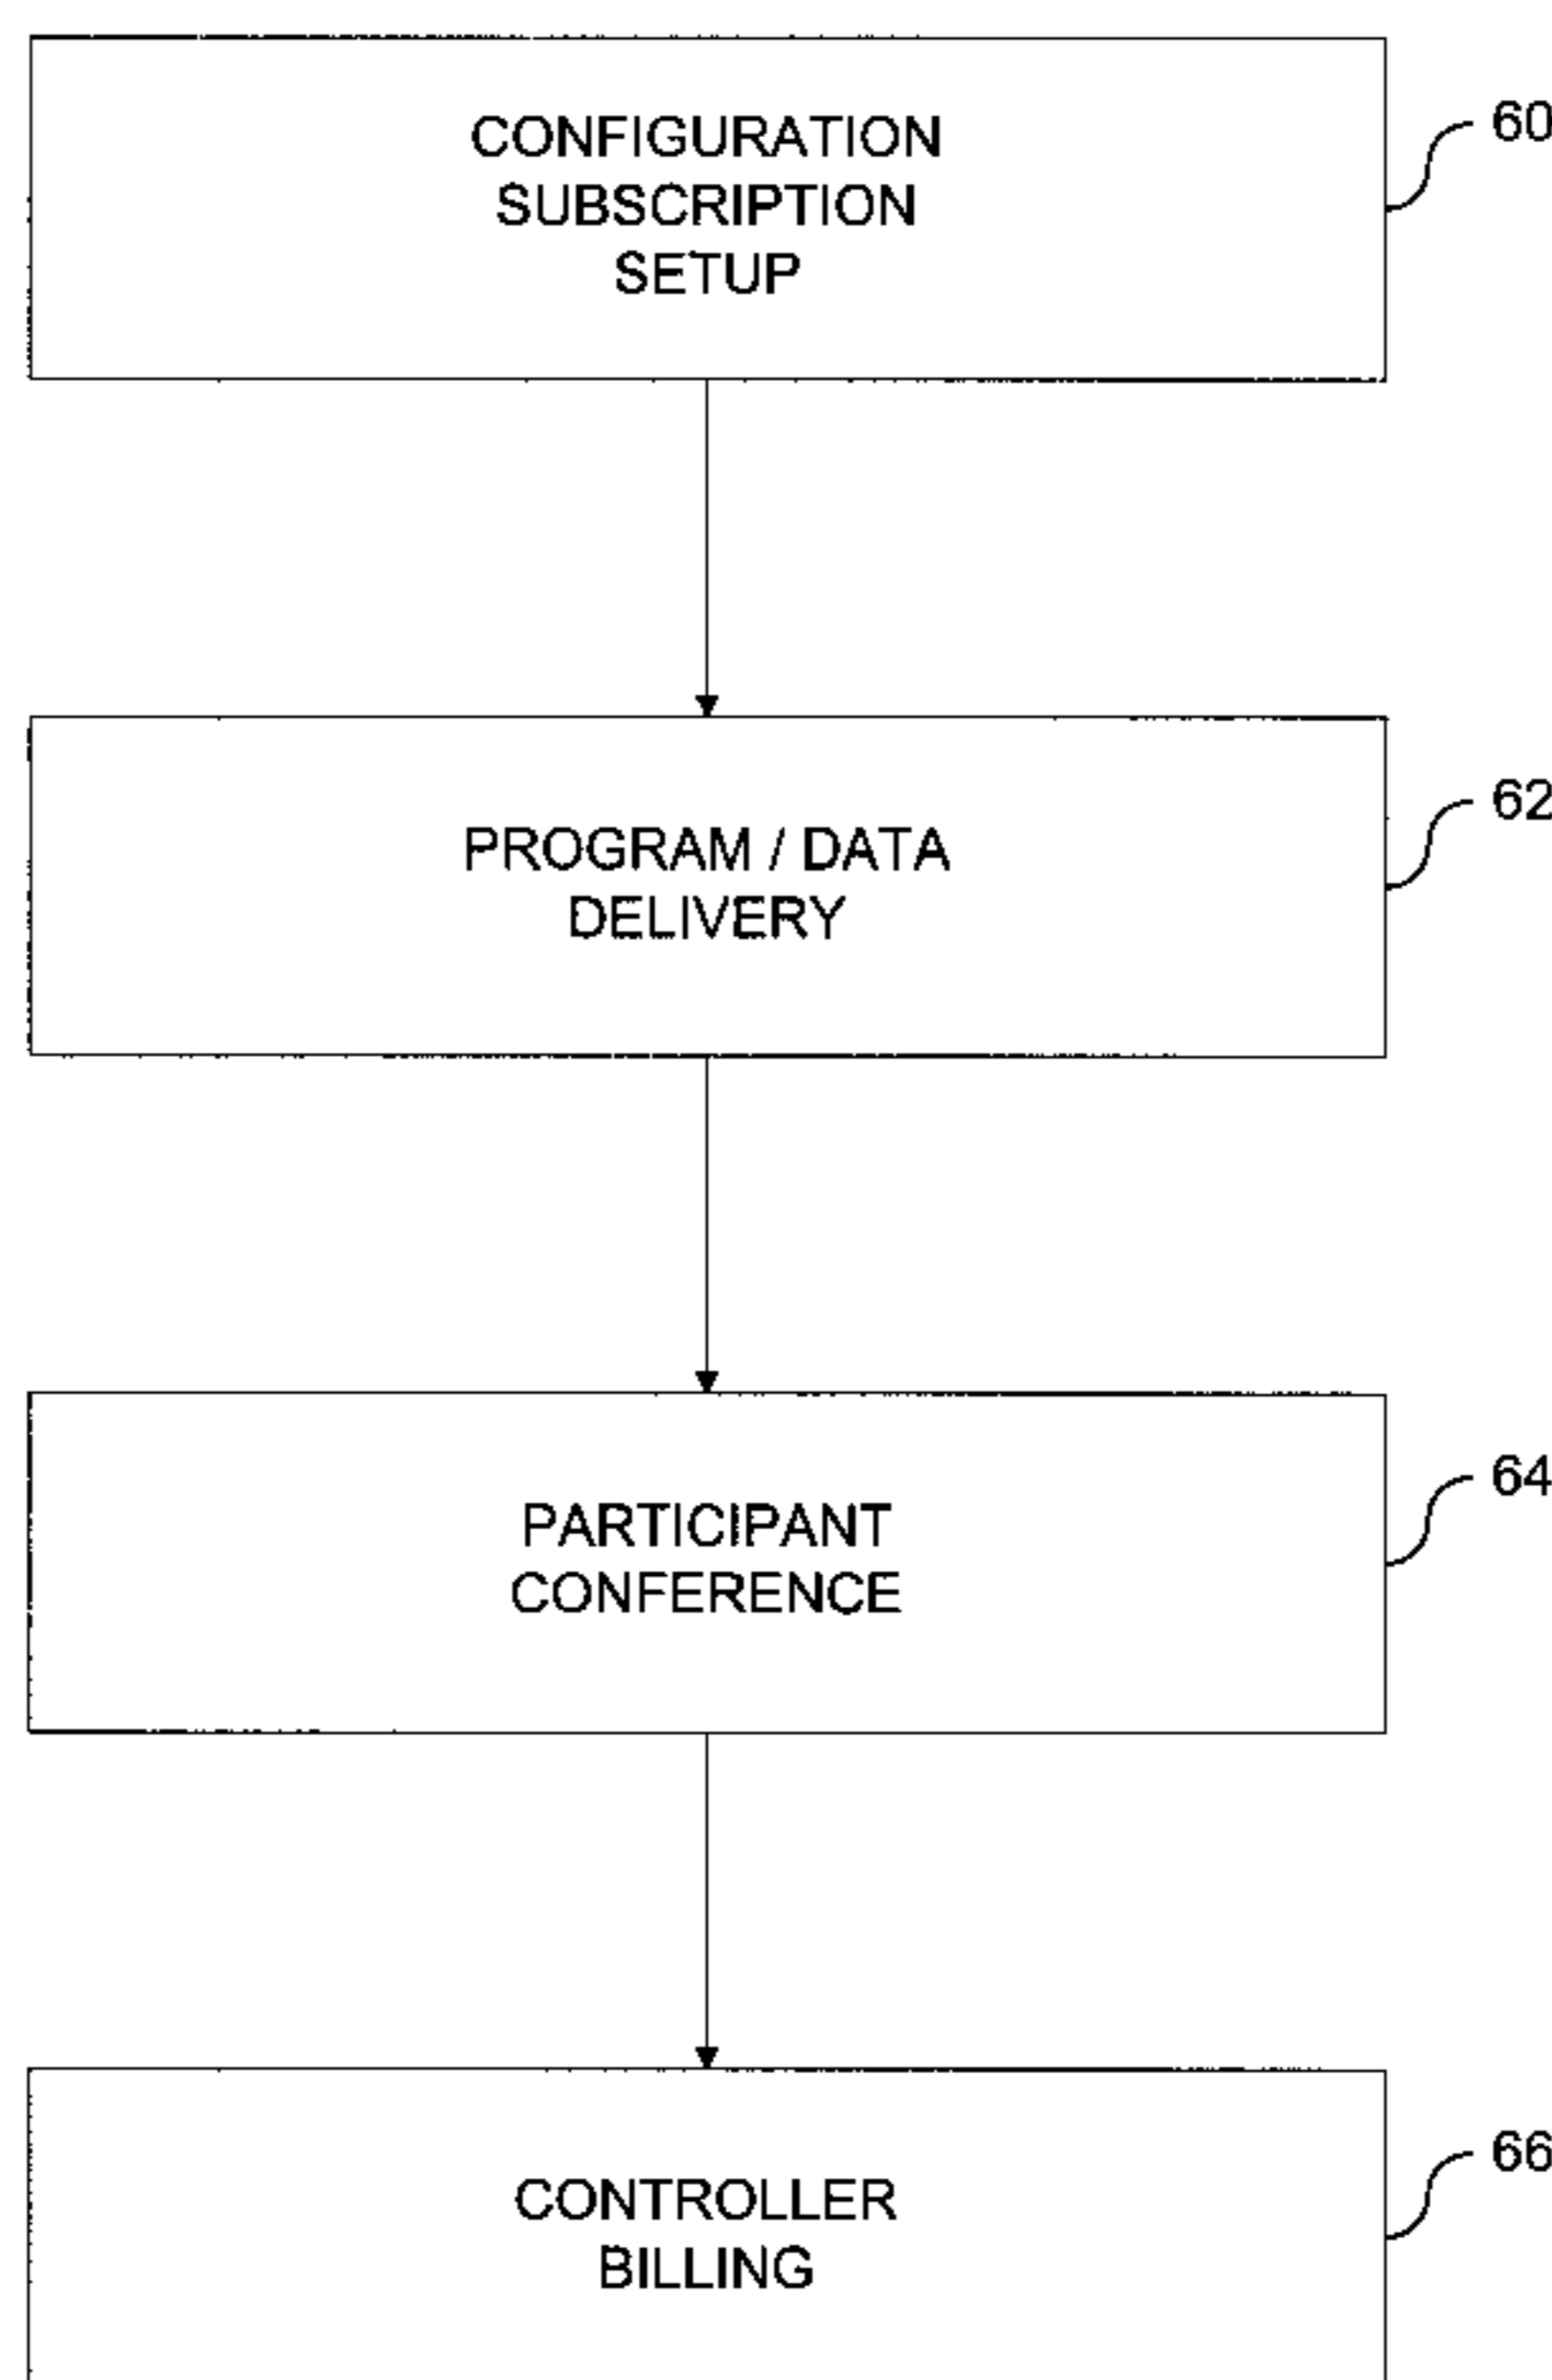 CONFIGURATION
SUBSCRIPTION
SETUP
60
PROGRAM / DATA
DELIVERY
62
PARTICIPANT
CONFERENCE
64
CONTROLLER
BILLING
66